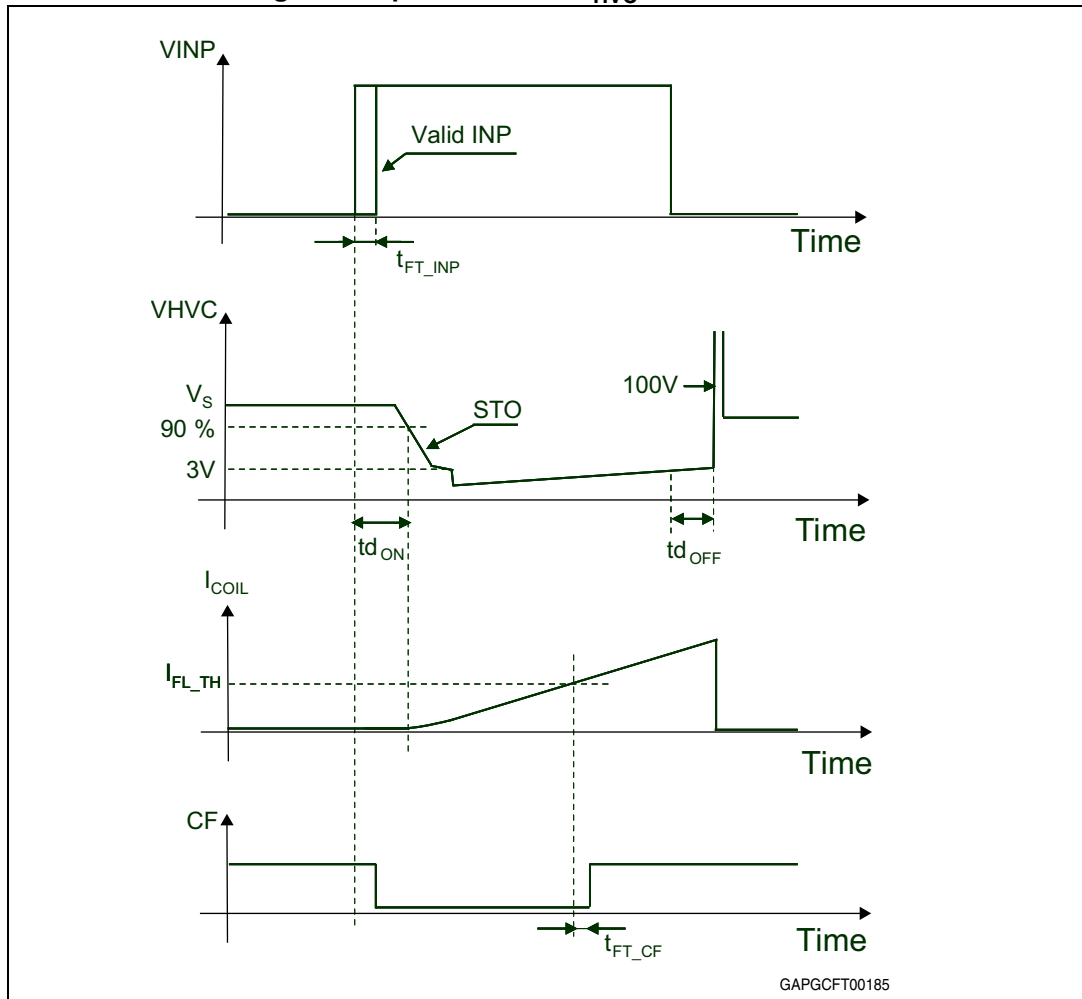 VINP
Valid INP
Time
tFT_INP
VHVC
VS
90 %
3V
STO
100V
Time
tdON
tdOFF
ICOIL
IFL_TH
Time
CF
Time
tFT_CF
GAPGCFT00185